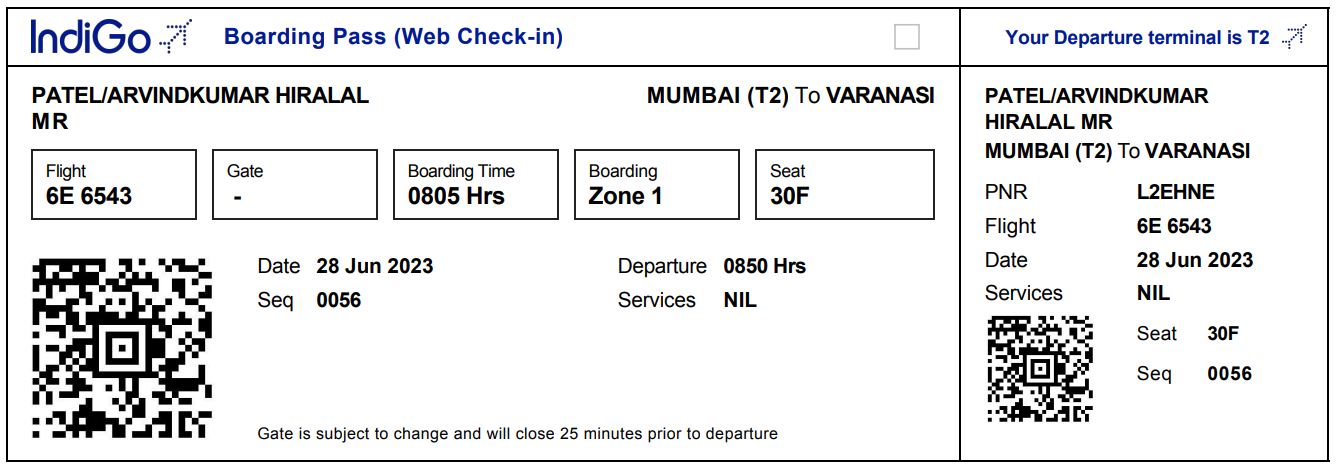 IndiGo
Boarding Pass (Web Check-in)
Your Departure terminal is T2
PATEL/ARVINDKUMAR HIRALAL
MR
MUMBAI (T2) To VARANASI
Flight
6E 6543
Gate
-
Boarding Time
0805 Hrs
Boarding
Zone 1
Seat
30F
Date 28 Jun 2023
Departure 0850 Hrs
Seq 0056
Services NIL
Gate is subject to change and will close 25 minutes prior to departure
PATEL/ARVINDKUMAR
HIRALAL MR
MUMBAI (T2) To VARANASI
PNR L2EHNE
Flight 6E 6543
Date 28 Jun 2023
Services NIL
Seat 30F
Seq 0056